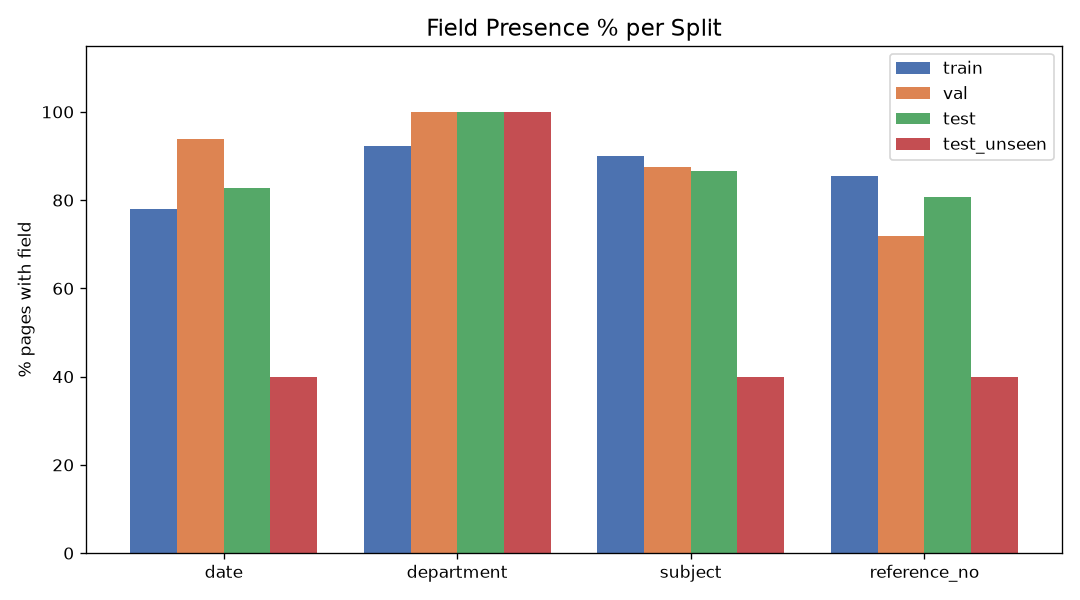 Field Presence % per Split
train
val
test
test_unseen
% pages with field
100
80
60
40
20
0
date
department
subject
reference_no